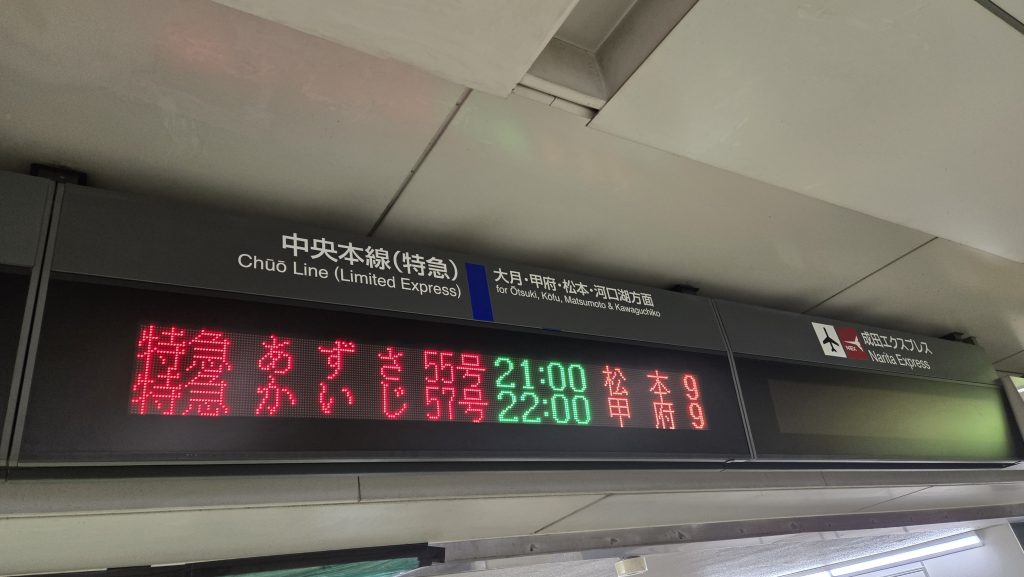 中央本線(特急)
Chūō Line (Limited Express)
大月・甲府・松本・河口湖方面
for Ōtsuki, Kōfu, Matsumoto & Kawaguchiko
特急 あずさ 55号 21:00 松本 9
特急 かいじ 57号 22:00 甲府 9
成田エクスプレス
Narita Express